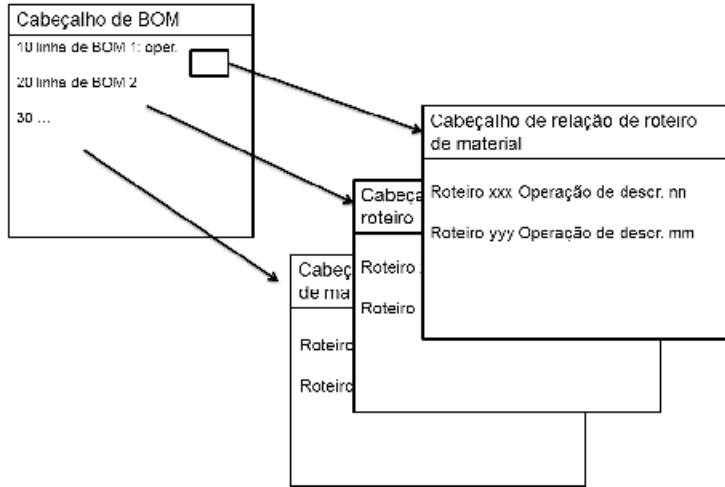 Cabeçalho de BOM
10 linha de BOM 1: oper.
20 linha de BOM 2
30 ...
Cabeçalho de relação de roteiro
de material
Roteiro xxx Operação de descr. nn
Roteiro yyy Operação de descr. mm
Cabeça
roteiro
Roteiro
Roteiro
Cabeç
de ma
Roteiro
Roteiro